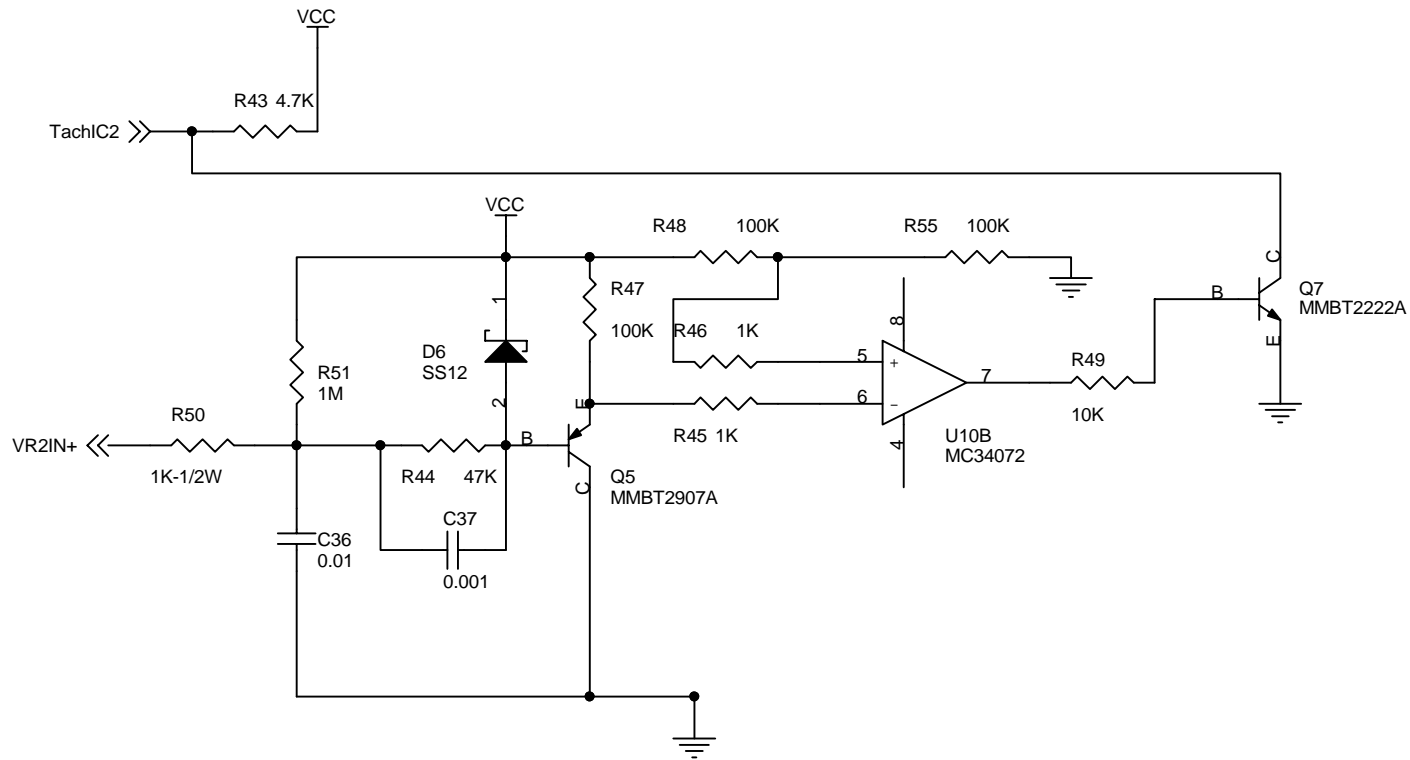 VCC
R43 4.7K
TachIC2
VCC
R48 100K
R55 100K
C
1
R47
100K
8
B
Q7
MMBT2222A
R46 1K
E
D6
SS12
5
+
R51
1M
2
7
R49
R50
E
6
−
10K
VR2IN+
B
R45 1K
4
U10B
MC34072
1K-1/2W
R44 47K
C
Q5
MMBT2907A
C37
C36
0.01
0.001